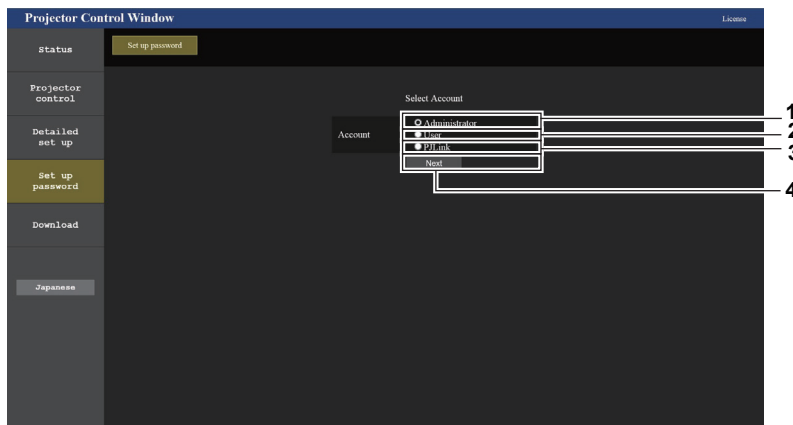 Projector Control Window
License
Status
Set up password
Projector
control
Detailed
set up
Set up
password
Download
Japanese
Select Account
Account
Administrator
User
PJLink
Next
1
2
3
4